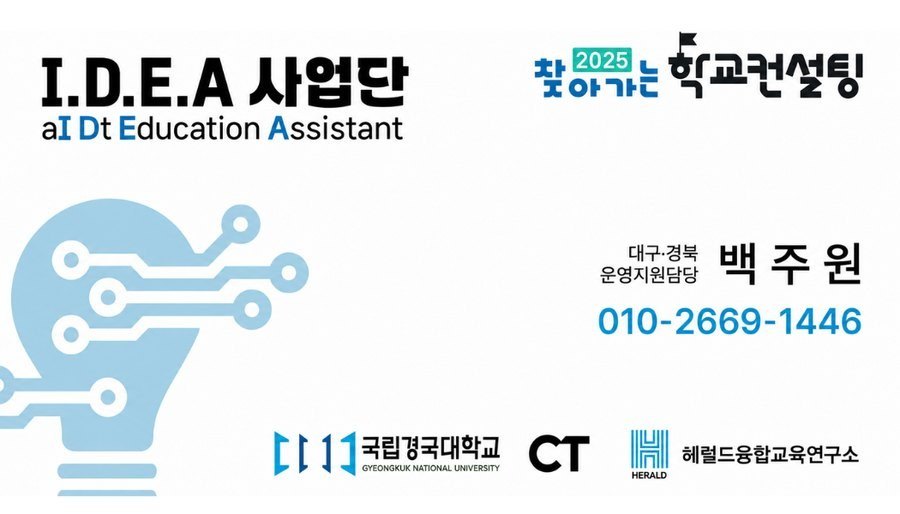 I.D.E.A 사업단
aI Dt Education Assistant
2025
찾아가는 학교컨설팅
대구·경북
운영지원담당
백 주 원
010-2669-1446
국립경국대학교
GYEONGKUK NATIONAL UNIVERSITY
CT
HERALD
헤럴드융합교육연구소